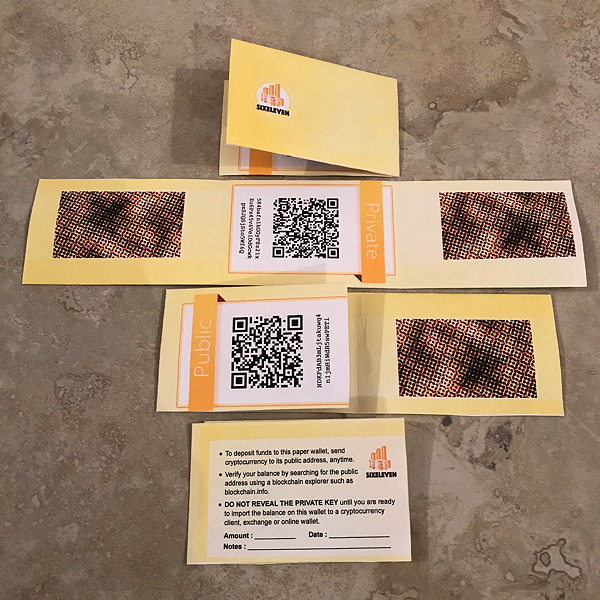 SIXELEVEN
Private
Public
• To deposit funds to this paper wallet, send
cryptocurrency to its public address, anytime.
• Verify your balance by searching for the public
address using a blockchain explorer such as
blockchain.info.
• DO NOT REVEAL THE PRIVATE KEY until you are ready
to import the balance on this wallet to a cryptocurrency
client, exchange or online wallet.
SIXELEVEN
Amount : Date :
Notes :